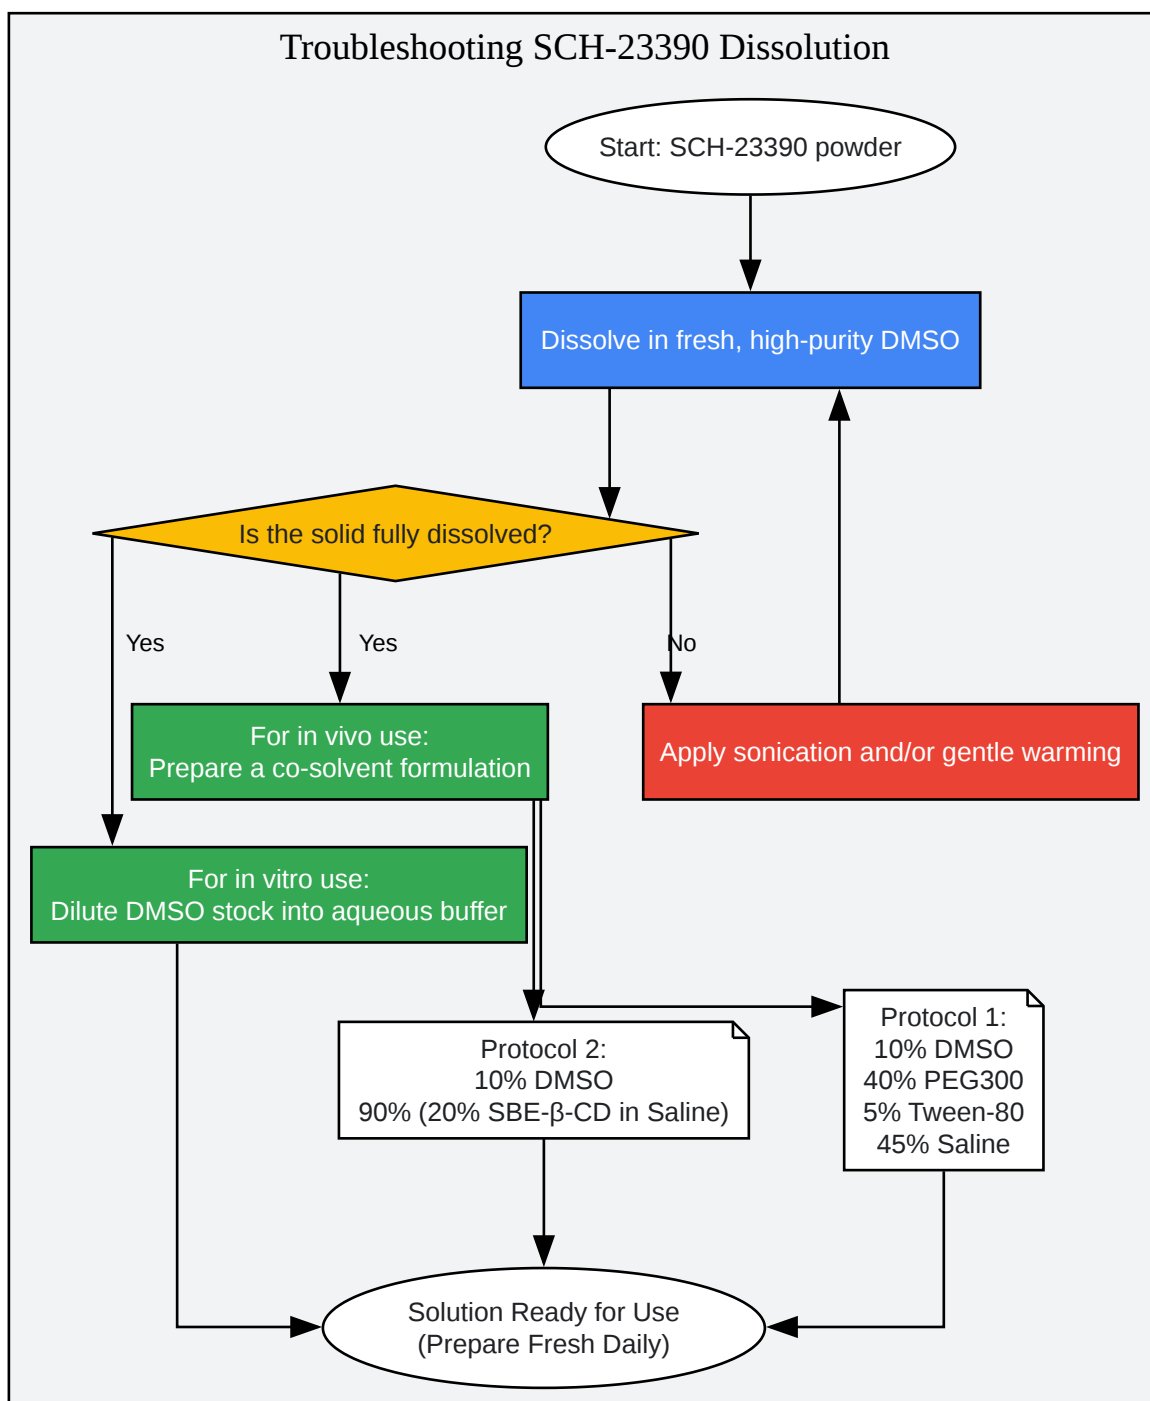 Troubleshooting SCH-23390 Dissolution
Start: SCH-23390 powder
Dissolve in fresh, high-purity DMSO
Is the solid fully dissolved?
Yes
Yes
No
For in vivo use:
Prepare a co-solvent formulation
Apply sonication and/or gentle warming
For in vitro use:
Dilute DMSO stock into aqueous buffer
Protocol 2:
10% DMSO
90% (20% SBE-β-CD in Saline)
Protocol 1:
10% DMSO
40% PEG300
5% Tween-80
45% Saline
Solution Ready for Use
(Prepare Fresh Daily)